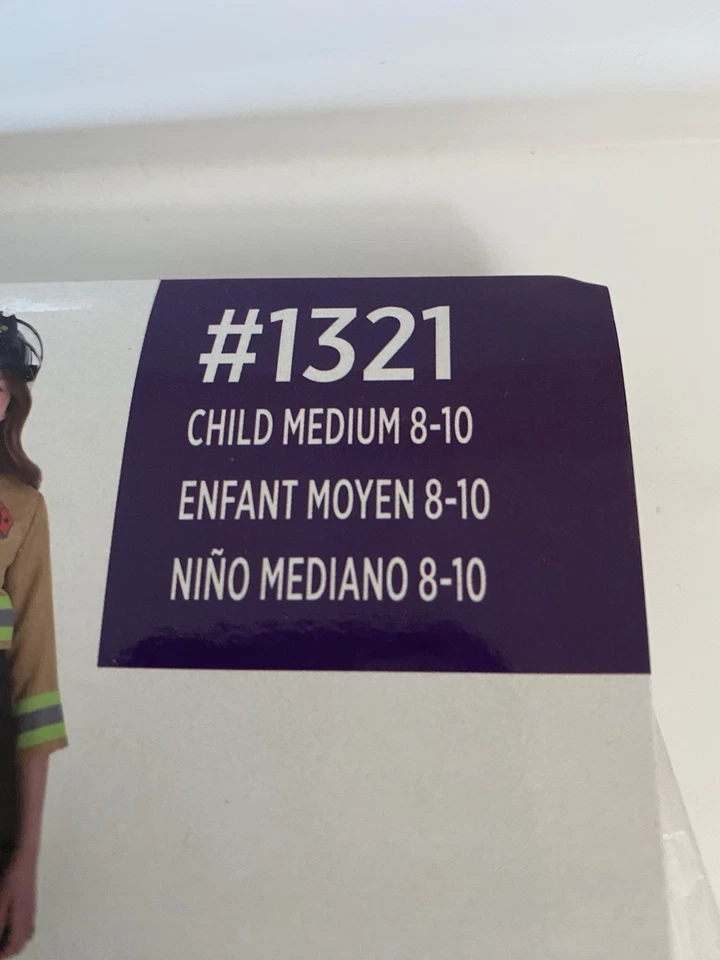 #1321
CHILD MEDIUM 8-10
ENFANT MOYEN 8-10
NIÑO MEDIANO 8-10